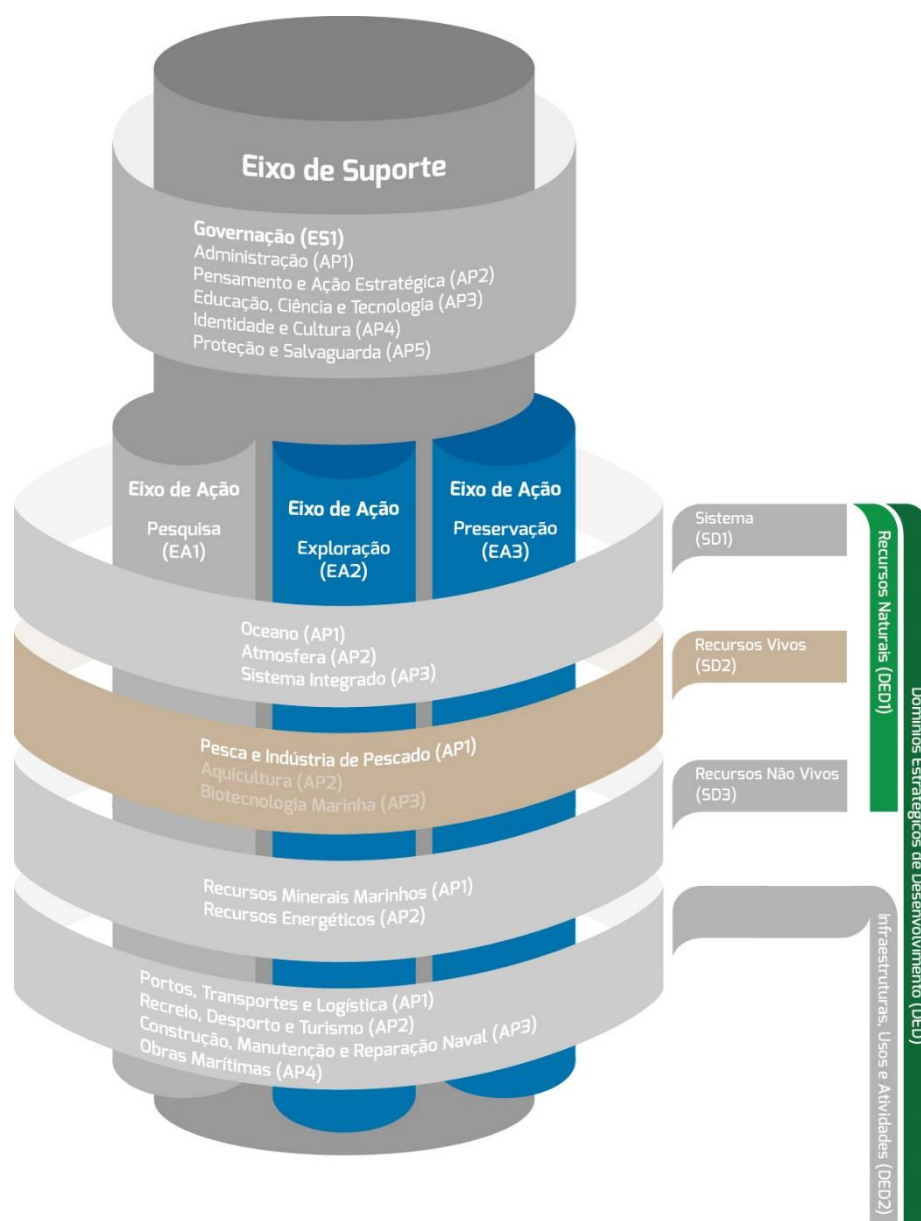 Eixo de Suporte
Governação (ES1)
Administração (AP1)
Pensamento e Ação Estratégica (AP2)
Educação, Ciência e Tecnologia (AP3)
Identidade e Cultura (AP4)
Proteção e Salvaguarda (AP5)
Eixo de Ação
Pesquisa
(EA1)
Eixo de Ação
Exploração
(EA2)
Eixo de Ação
Preservação
(EA3)
Oceano (AP1)
Atmosfera (AP2)
Sistema Integrado (AP3)
Pesca e Indústria de Pescado (AP1)
Aquicultura (AP2)
Biotecnologia Marinha (AP3)
Recursos Minerais Marinhos (AP1)
Recursos Energéticos (AP2)
Portos, Transportes e Logística (AP1)
Recreio, Desporto e Turismo (AP2)
Construção, Manutenção e Reparação Naval (AP3)
Obras Marítimas (AP4)
Sistema
(SD1)
Recursos Vivos
(SD2)
Recursos Não Vivos
(SD3)
Recursos Naturais (DED1)
Infraestruturas, Usos e Atividades (DED2)
Domínios Estratégicos de Desenvolvimento (DED)